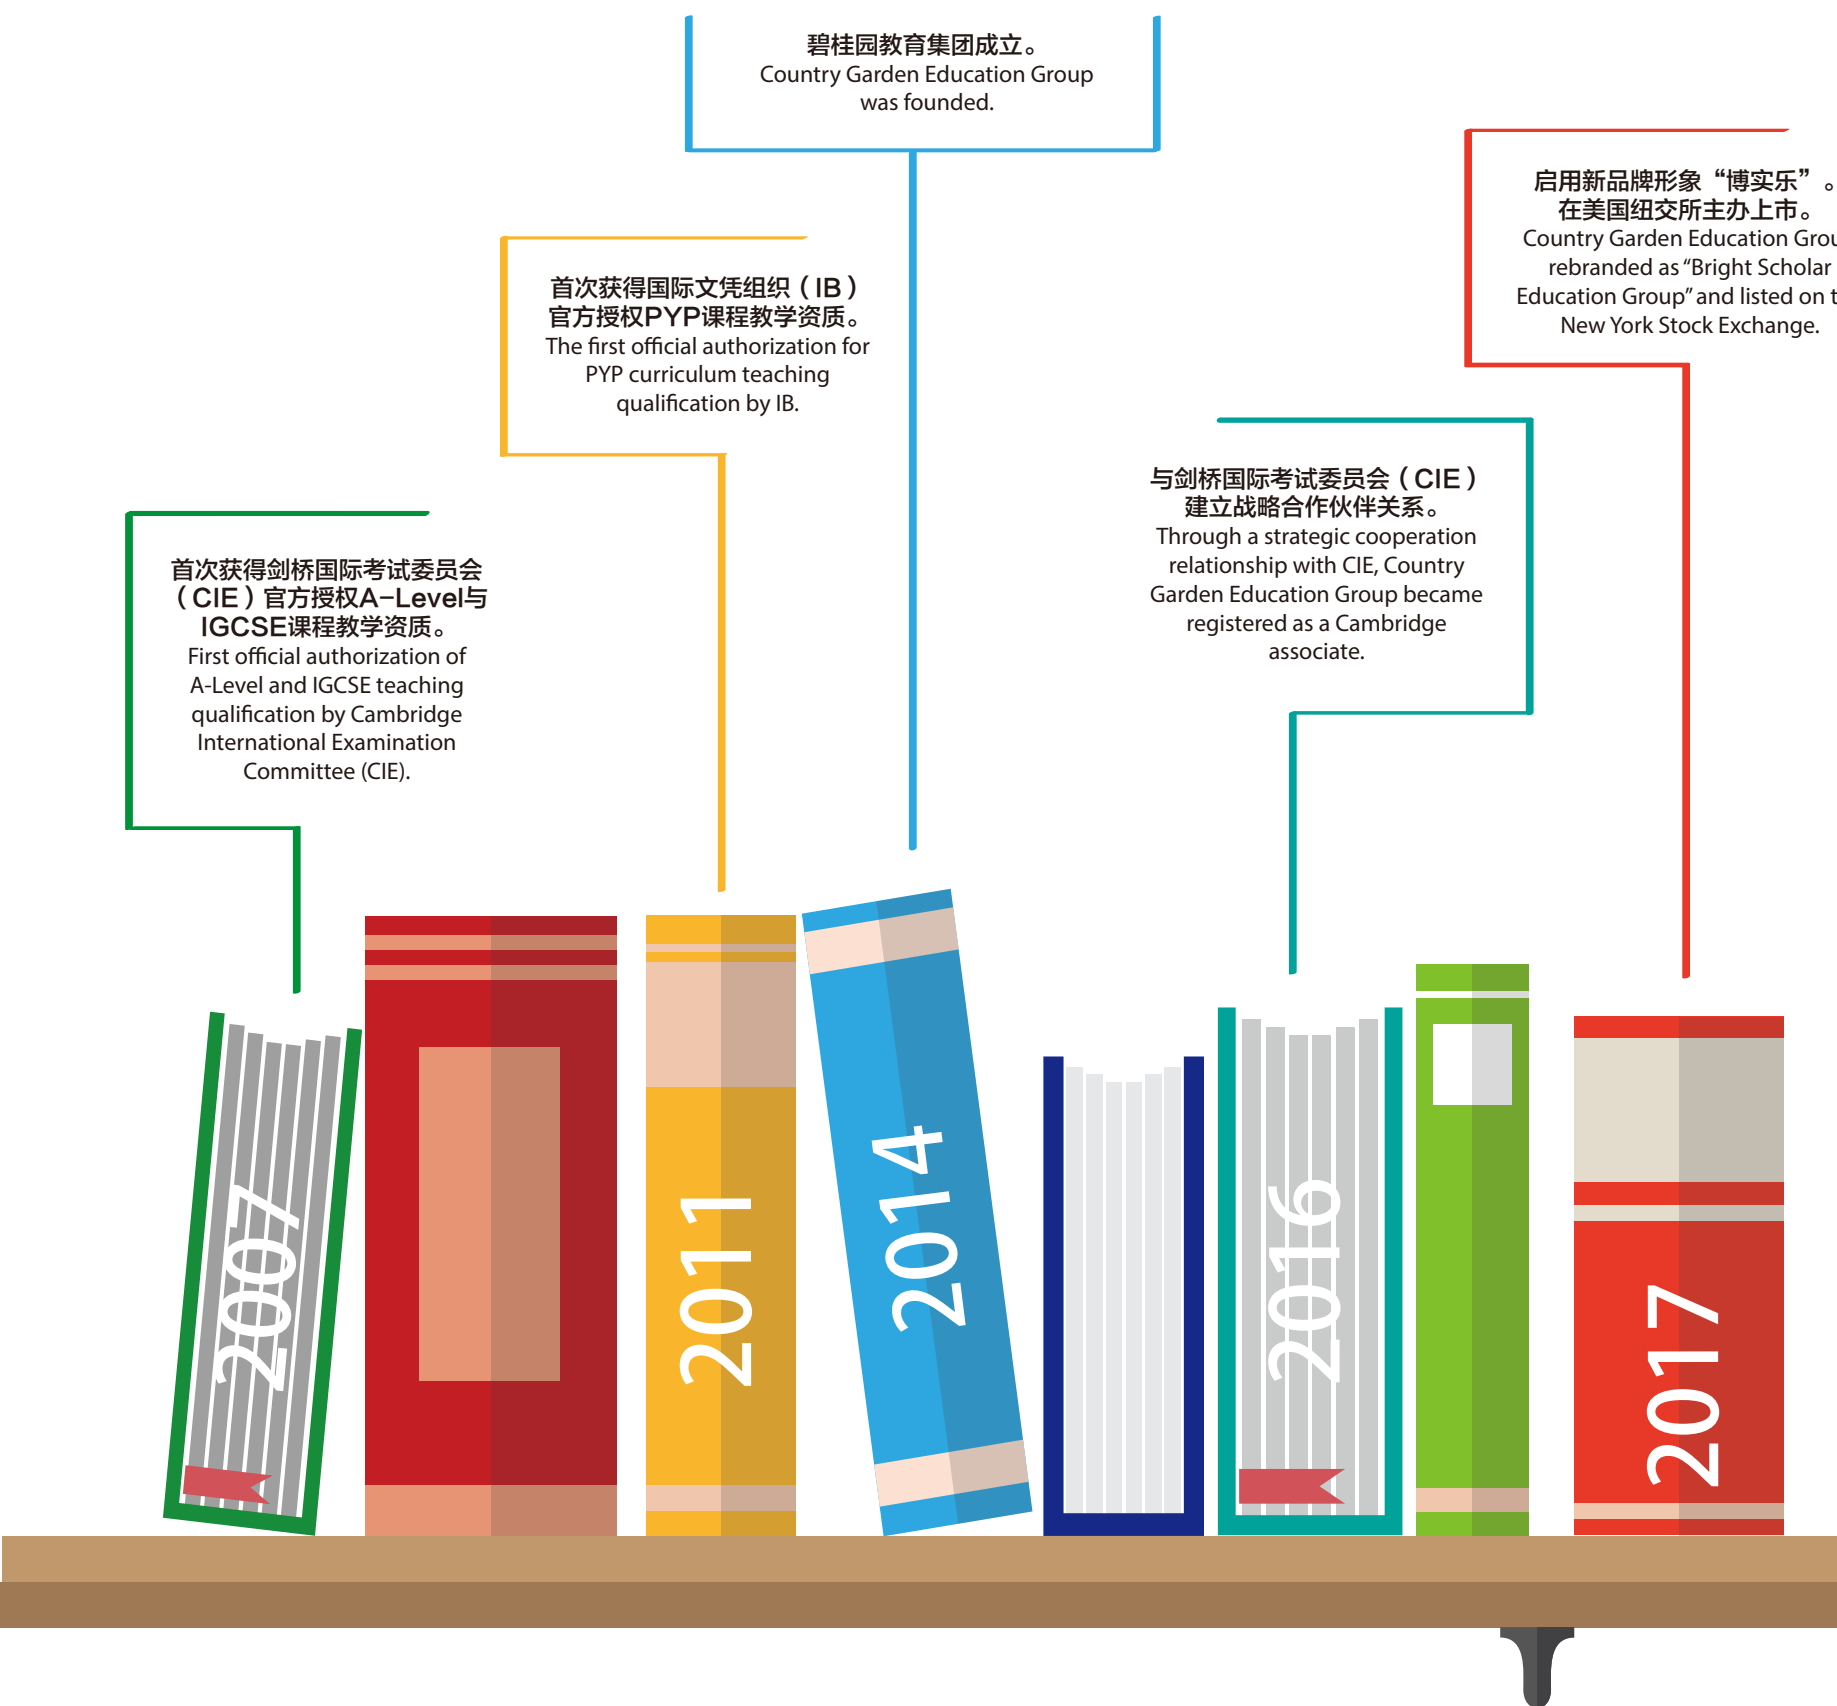 碧桂园教育集团成立。
Country Garden Education Group
was founded.
启用新品牌形象“博实乐”。
在美国纽交所主办上市。
Country Garden Education
rebranded as “Bright Scholar
Education Group” and listed on
New York Stock Exchange.
首次获得国际文凭组织（IB）
官方授权PYP课程教学资质。
The first official authorization for
PYP curriculum teaching
qualification by IB.
与剑桥国际考试委员会（CIE）
建立战略合作伙伴关系。
Through a strategic cooperation
relationship with CIE, Country
Garden Education Group became
registered as a Cambridge
associate.
首次获得剑桥国际考试委员会
（CIE）官方授权A-Level与
IGCSE课程教学资质。
First official authorization of
A-Level and IGCSE teaching
qualification by Cambridge
International Examination
Committee (CIE).
2007
2011
2014
2016
2017